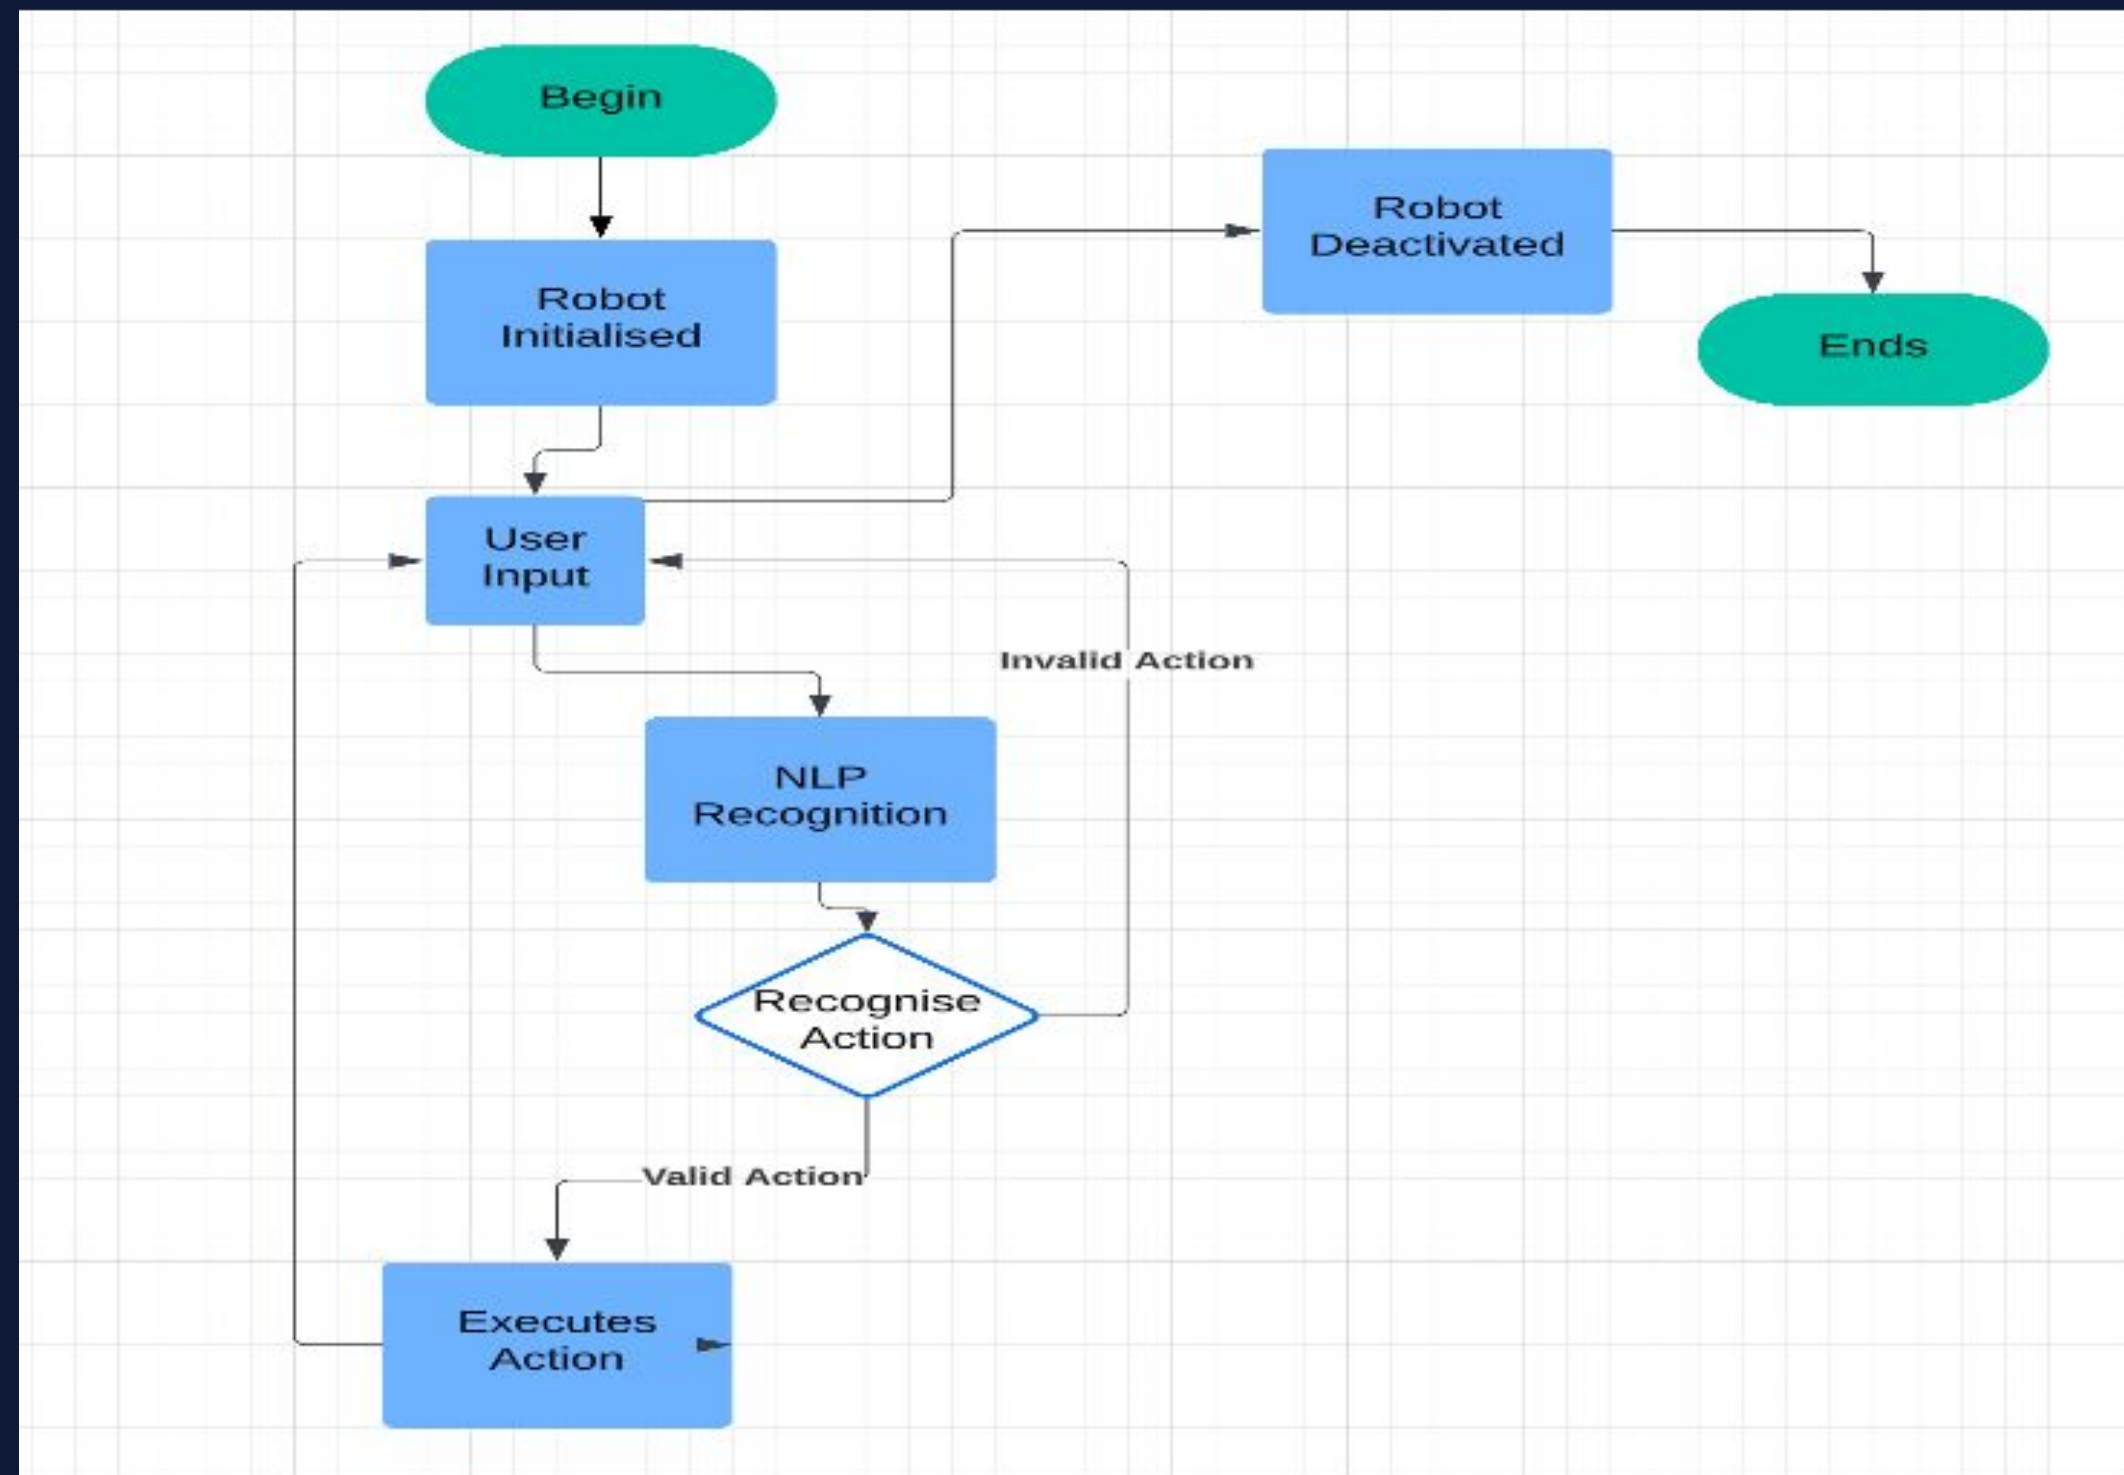 Begin
Robot
Initialised
Robot
Deactivated
Ends
User
Input
Invalid Action
NLP
Recognition
Recognise
Action
Valid Action
Executes
Action